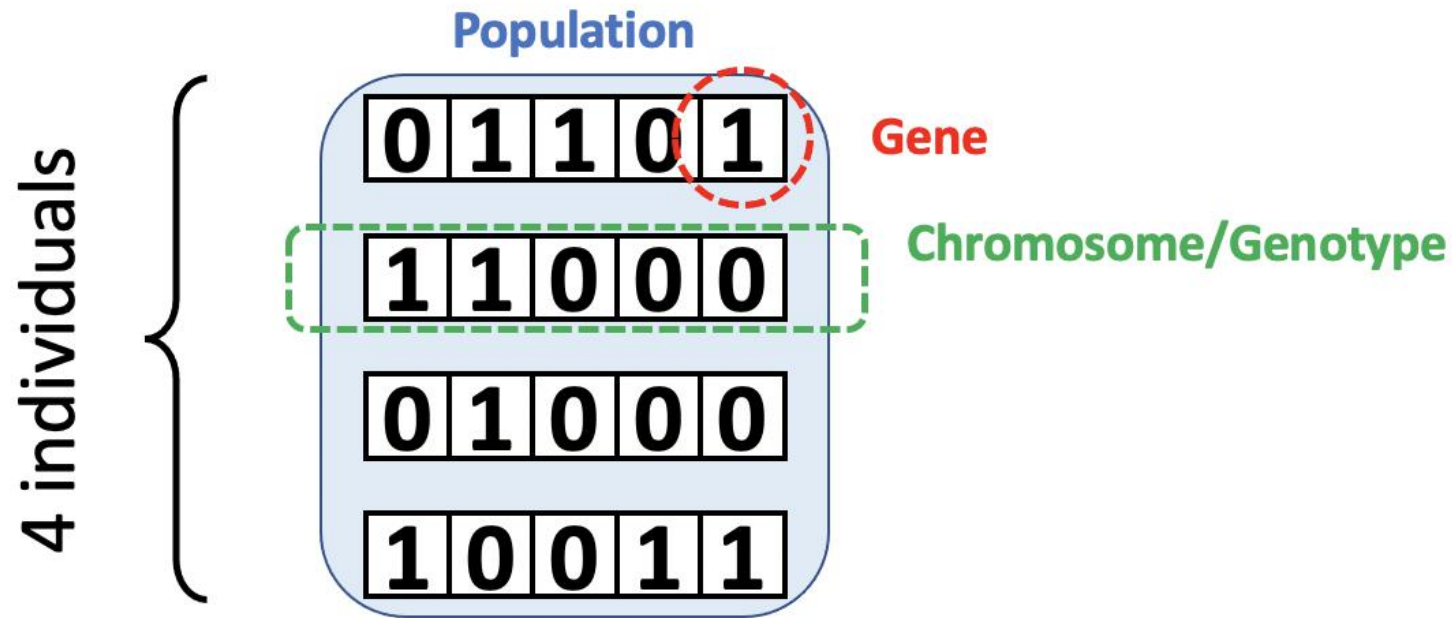 Population
4 individuals
0 1 1 0 1
Gene
1 1 0 0 0
Chromosome/Genotype
0 1 0 0 0
1 0 0 1 1